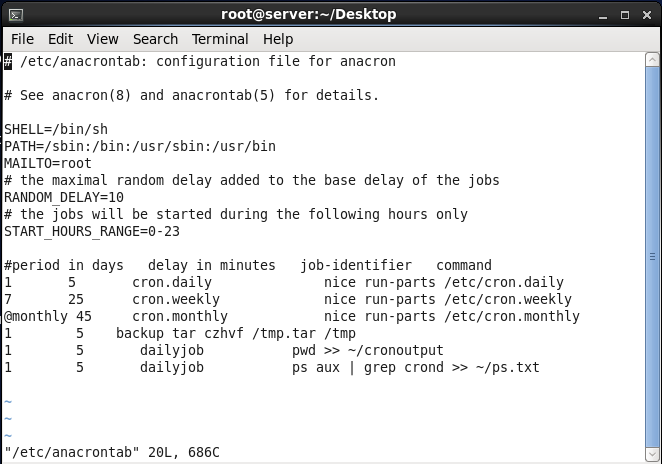 root@server:~/Desktop
File Edit View Search Terminal Help
# /etc/anacrontab: configuration file for anacron
# See anacron(8) and anacrontab(5) for details.
SHELL=/bin/sh
PATH=/sbin:/bin:/usr/sbin:/usr/bin
MAILTO=root
# the maximal random delay added to the base delay of the jobs
RANDOM_DELAY=10
# the jobs will be started during the following hours only
START_HOURS_RANGE=0-23
#period in days   delay in minutes   job-identifier   command
1       5       cron.daily              nice run-parts /etc/cron.daily
7       25      cron.weekly             nice run-parts /etc/cron.weekly
@monthly 45     cron.monthly            nice run-parts /etc/cron.monthly
1        5    backup tar czhvf /tmp.tar /tmp
1        5       dailyjob          pwd >> ~/cronoutput
1        5       dailyjob          ps aux | grep crond >> ~/ps.txt
~
~
~
"/etc/anacrontab" 20L, 686C